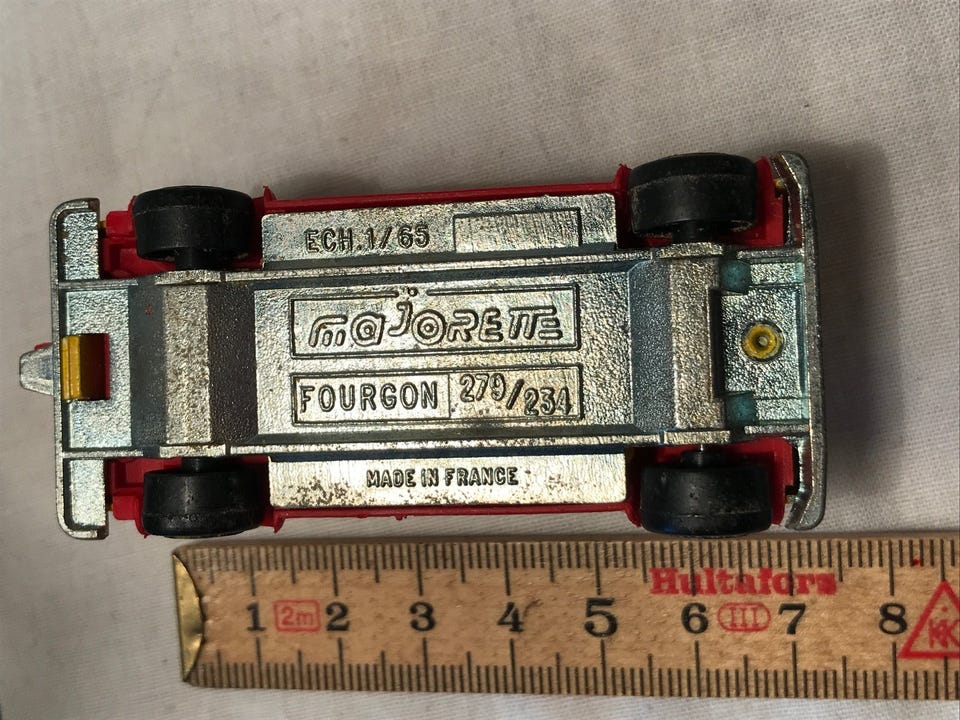 ECH.1/65
majorette
FOURGON 279/234
MADE IN FRANCE
Hultafors
1 2m 2 3 4 5 6 III 7 8